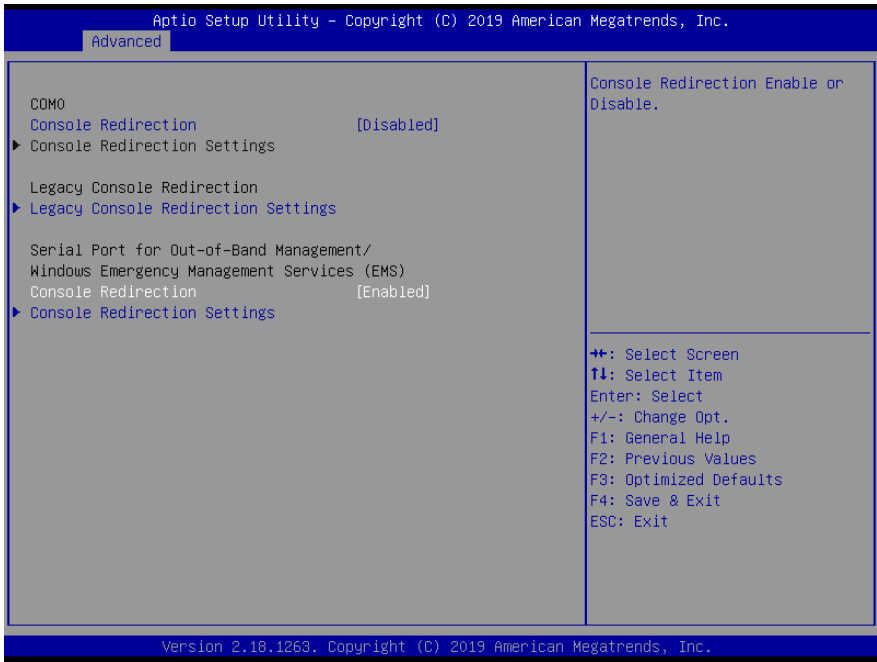 Aptio Setup Utility – Copyright (C) 2019 American Megatrends, Inc.
Advanced
COM0
Console Redirection [Disabled]
▶ Console Redirection Settings
Legacy Console Redirection
▶ Legacy Console Redirection Settings
Serial Port for Out-of-Band Management/
Windows Emergency Management Services (EMS)
Console Redirection [Enabled]
▶ Console Redirection Settings
Console Redirection Enable or
Disable.
→←: Select Screen
↑↓: Select Item
Enter: Select
+/-: Change Opt.
F1: General Help
F2: Previous Values
F3: Optimized Defaults
F4: Save & Exit
ESC: Exit
Version 2.18.1263. Copyright (C) 2019 American Megatrends, Inc.